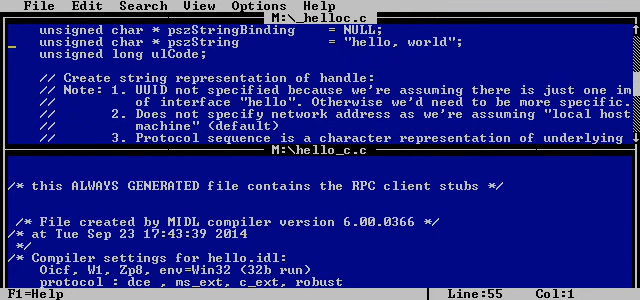 File Edit Search View Options Help
M:\_helloc.c
unsigned char * pszStringBinding = NULL;
unsigned char * pszString = "hello, world";
unsigned long ulCode;
// Create string representation of handle:
// Note: 1. UUID not specified because we're assuming there is just one im
// of interface "hello". Otherwise we'd need to be more specific.
// 2. Does not specify network address as we're assuming "local host
// machine" (default)
// 3. Protocol sequence is a character representation of underlying
M:\hello_c.c
/* this ALWAYS GENERATED file contains the RPC client stubs */
/* File created by MIDL compiler version 6.00.0366 */
/* at Tue Sep 23 17:43:39 2014
*/
/* Compiler settings for hello.idl:
Oicf, W1, Zp8, env=Win32 (32b run)
protocol : dce , ms_ext, c_ext, robust
F1=Help Line:55 Col:1